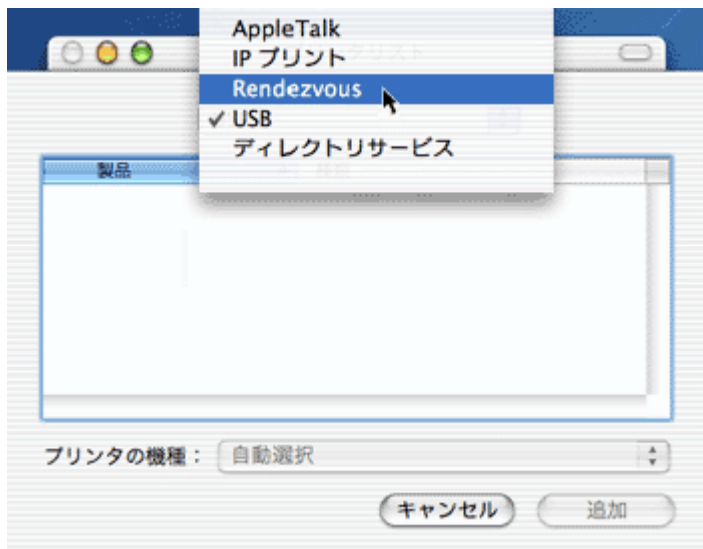 AppleTalk
IP プリント
Rendezvous
✓ USB
ディレクトリサービス
製品
プリンタの機種：
自動選択
キャンセル
追加